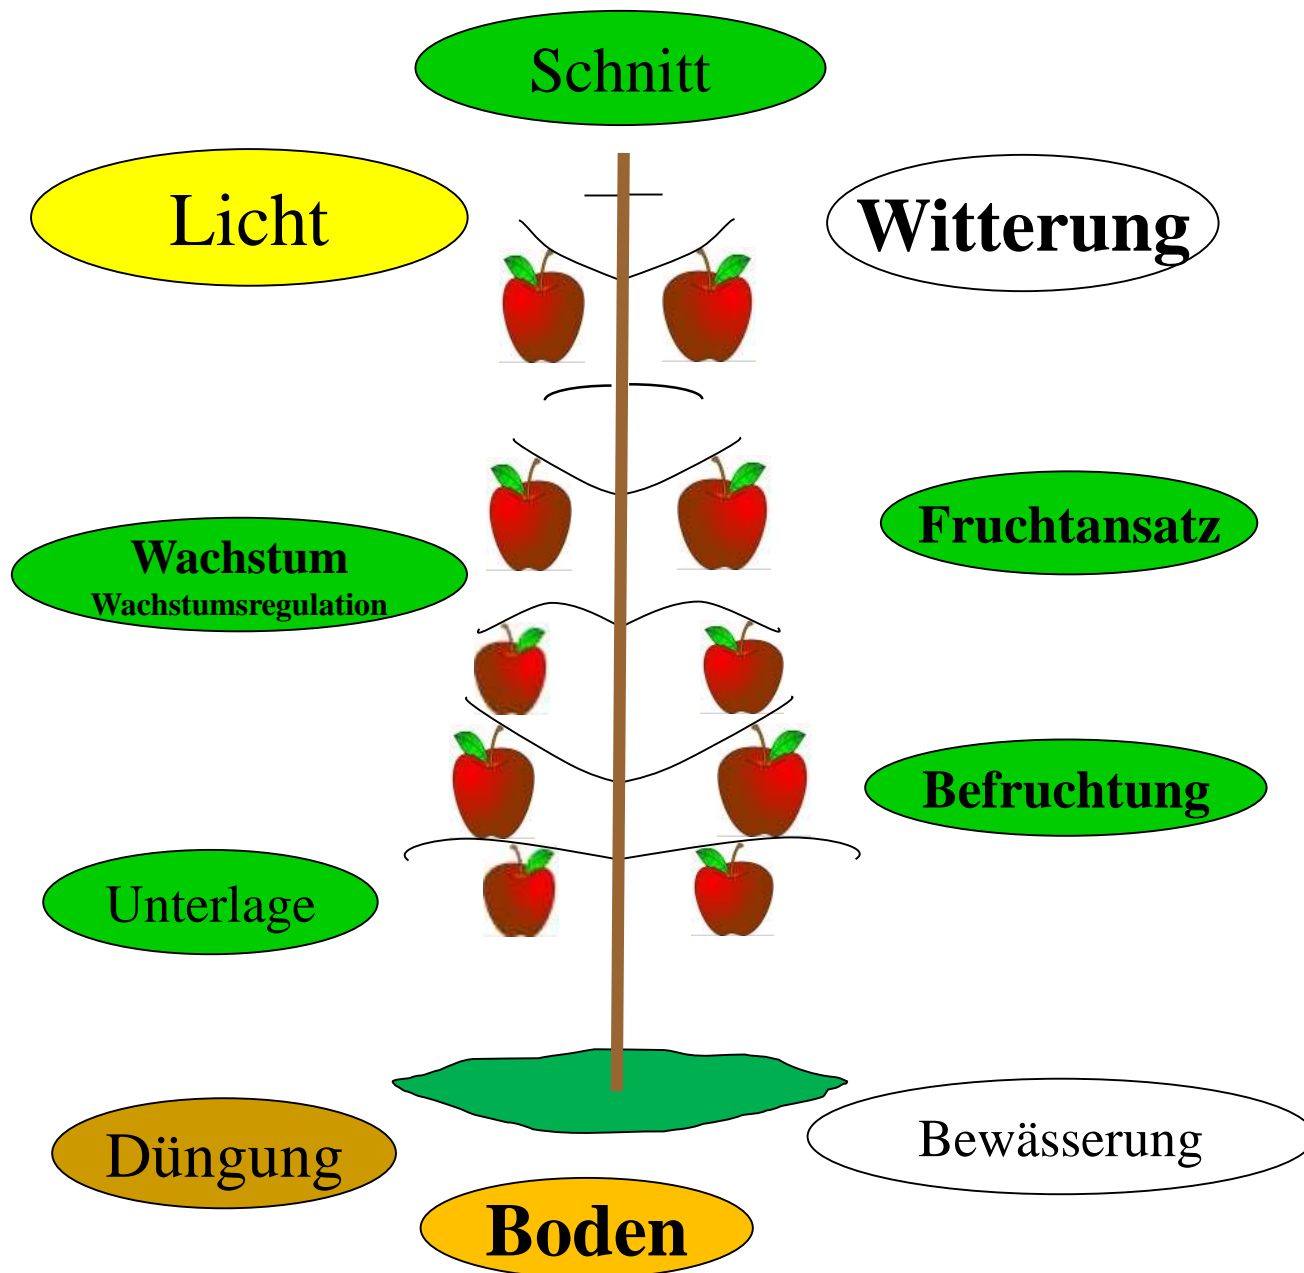 Schnitt
Licht
Witterung
Fruchtansatz
Wachstum
Wachstumsregulation
Befruchtung
Unterlage
Düngung
Bewässerung
Boden